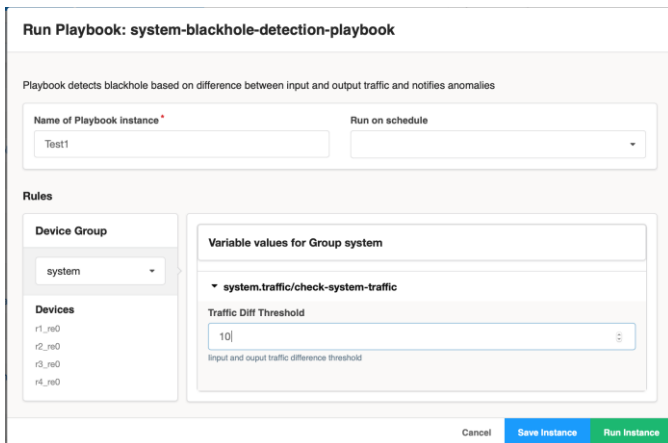 Run Playbook: system-blackhole-detection-playbook
Playbook detects blackhole based on difference between input and output traffic and notifies anomalies
Name of Playbook instance *
Run on schedule
Test1
Rules
Device Group
system
Devices
r1_re0
r2_re0
r3_re0
r4_re0
Variable values for Group system
system.traffic/check-system-traffic
Traffic Diff Threshold
10
Iinput and ouput traffic difference threshold
Cancel
Save Instance
Run Instance